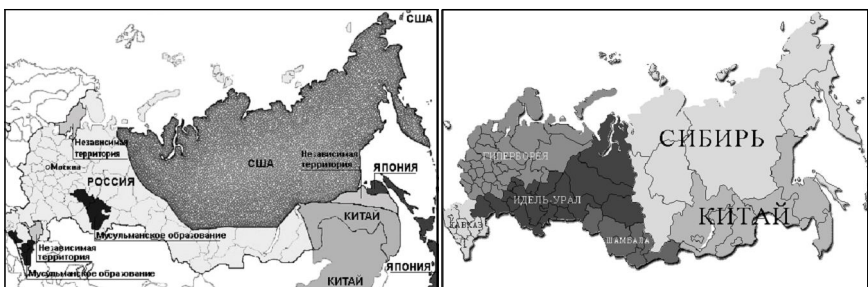 США
Независимая
территория
Москва
РОССИЯ
США
Независимая
территория
ЯПОНИЯ
КИТАЙ
Мусульманское образование
Независимая
территория
Мусульманское образование
КИТАЙ
ЯПОНИЯ
СИБИРЬ
ГИПЕРБОРЕЯ
ИДЕЛЬ-УРАЛ
КИТАЙ
КАВКАЗ
ШАМБАЛА